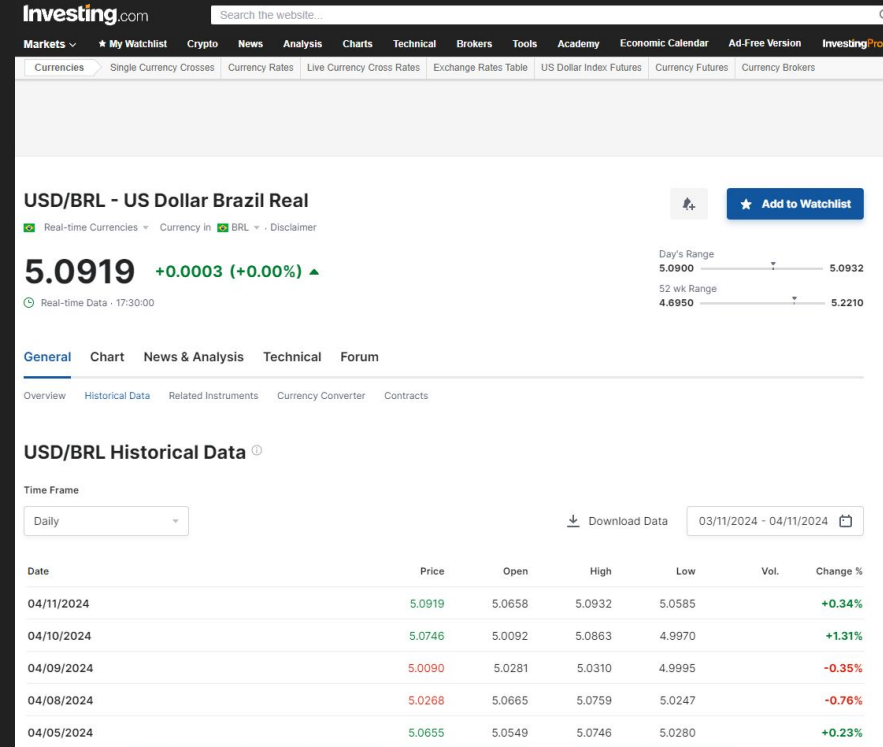 Investing.com
Search the website...
Markets ★ My Watchlist Crypto News Analysis Charts Technical Brokers Tools Academy Economic Calendar Ad-Free Version InvestingPro
Currencies Single Currency Crosses Currency Rates Live Currency Cross Rates Exchange Rates Table US Dollar Index Futures Currency Futures Currency Brokers
USD/BRL - US Dollar Brazil Real
Add to Watchlist
Real-time Currencies Currency in BRL · Disclaimer
5.0919 +0.0003 (+0.00%)
Real-time Data · 17:30:00
Day's Range
5.0900 5.0932
52 wk Range
4.6950 5.2210
General Chart News & Analysis Technical Forum
Overview Historical Data Related Instruments Currency Converter Contracts
USD/BRL Historical Data
Time Frame
Daily
Download Data
03/11/2024 - 04/11/2024
Date Price Open High Low Vol. Change %
04/11/2024 5.0919 5.0658 5.0932 5.0585 +0.34%
04/10/2024 5.0746 5.0092 5.0863 4.9970 +1.31%
04/09/2024 5.0090 5.0281 5.0310 4.9995 -0.35%
04/08/2024 5.0268 5.0665 5.0759 5.0247 -0.76%
04/05/2024 5.0655 5.0549 5.0746 5.0280 +0.23%